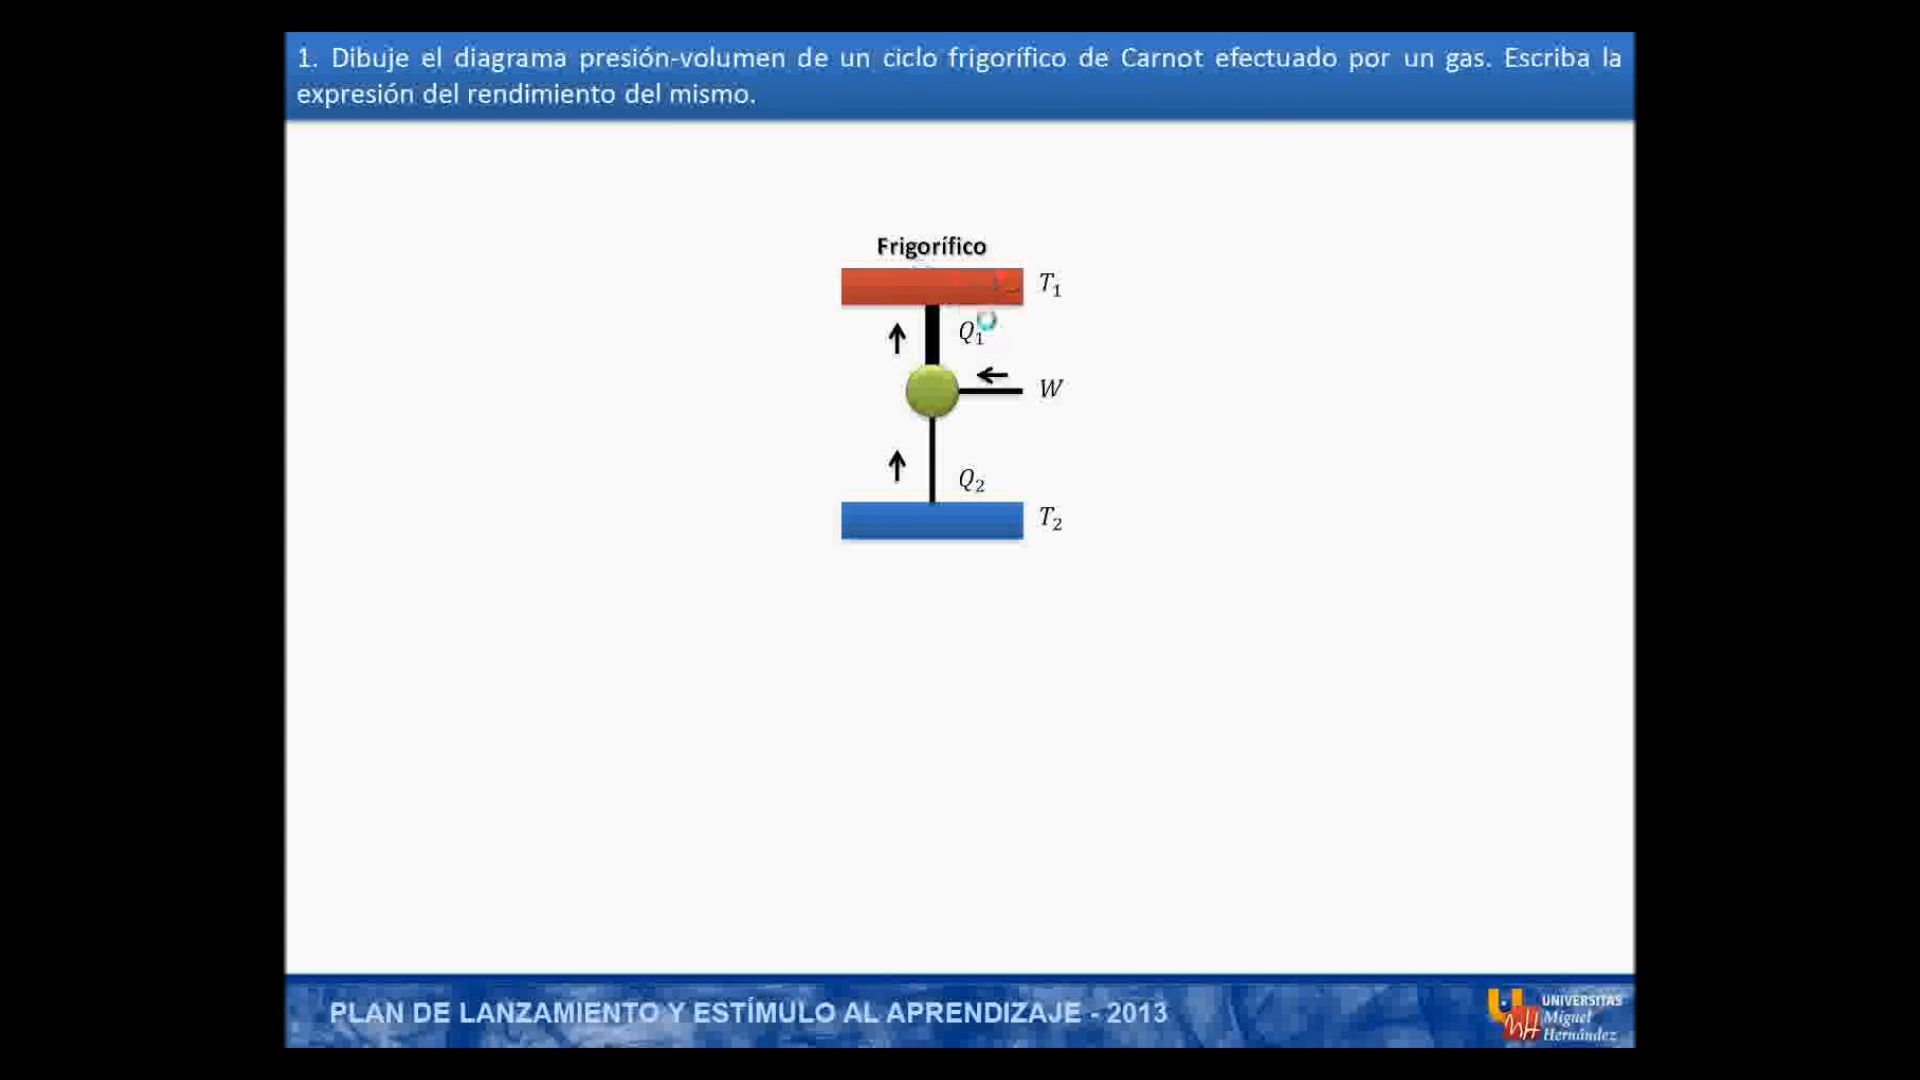 1. Dibuje el diagrama presión-volumen de un ciclo frigorífico de Carnot efectuado por un gas. Escriba la
expresión del rendimiento del mismo.
Frigorífico
T₁
Q₁
W
Q₂
T₂
PLAN DE LANZAMIENTO Y ESTÍMULO AL APRENDIZAJE - 2013
UNIVERSITAS
Miguel
Hernández